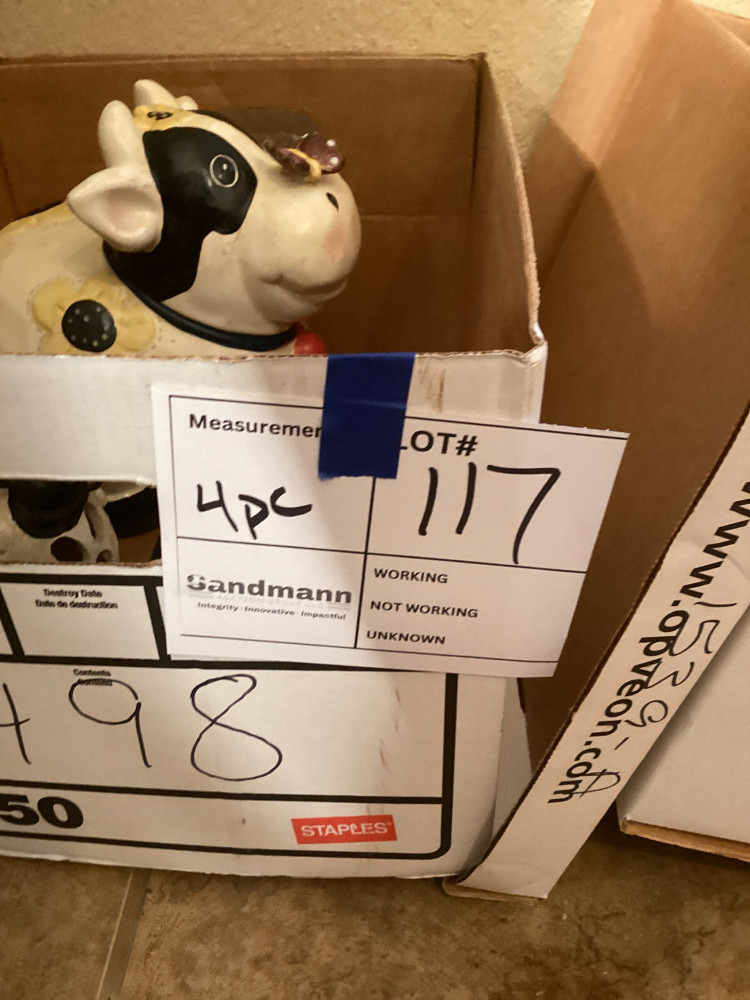 Measuremen
LOT#
4pc
117
Sandmann
Integrity · Innovative · Impactful
WORKING
NOT WORKING
UNKNOWN
Destroy Date
Date de destruction
Contents
498
50
STAPLES
www.opveon.com
1539-A